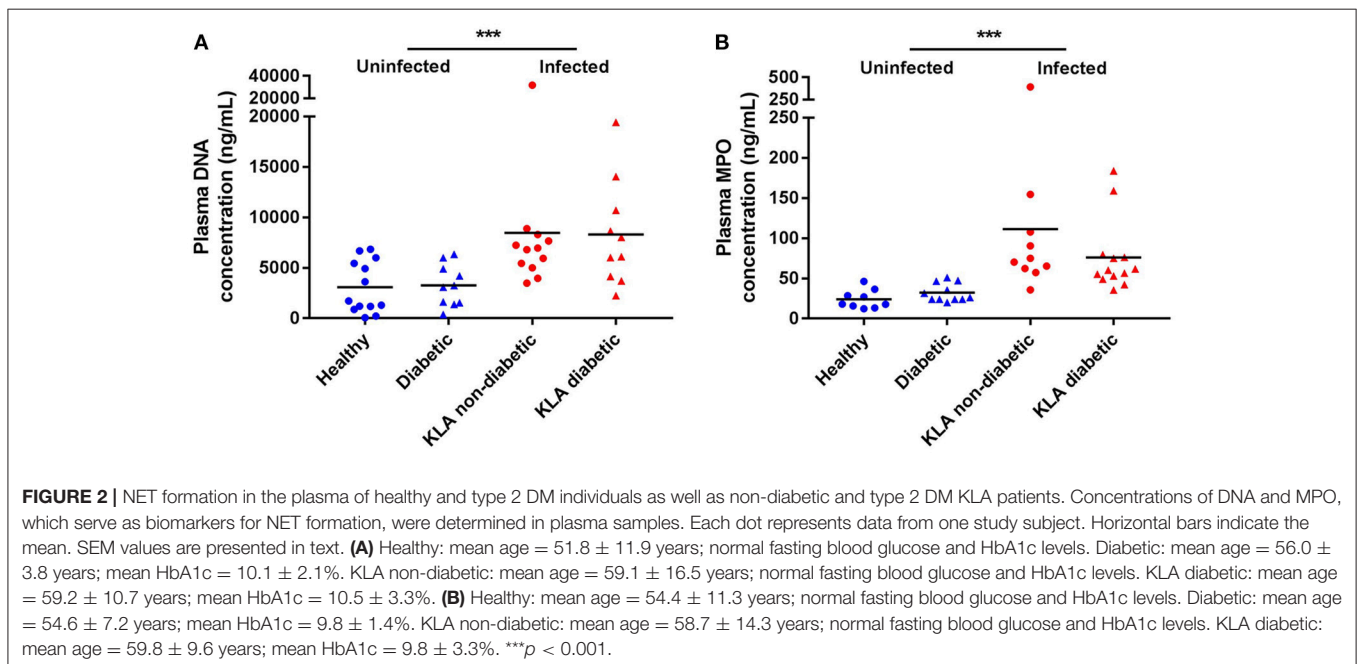 A
***
Uninfected Infected
Plasma DNA
concentration (ng/mL)
40000
20000
20000
15000
10000
5000
0
Healthy
Diabetic
KLA non-diabetic
KLA diabetic
B
***
Uninfected Infected
Plasma MPO
concentration (ng/mL)
500
250
250
200
150
100
50
0
Healthy
Diabetic
KLA non-diabetic
KLA diabetic
FIGURE 2 | NET formation in the plasma of healthy and type 2 DM individuals as well as non-diabetic and type 2 DM KLA patients. Concentrations of DNA and MPO,
which serve as biomarkers for NET formation, were determined in plasma samples. Each dot represents data from one study subject. Horizontal bars indicate the
mean. SEM values are presented in text. (A) Healthy: mean age = 51.8 ± 11.9 years; normal fasting blood glucose and HbA1c levels. Diabetic: mean age = 56.0 ±
3.8 years; mean HbA1c = 10.1 ± 2.1%. KLA non-diabetic: mean age = 59.1 ± 16.5 years; normal fasting blood glucose and HbA1c levels. KLA diabetic: mean age
= 59.2 ± 10.7 years; mean HbA1c = 10.5 ± 3.3%. (B) Healthy: mean age = 54.4 ± 11.3 years; normal fasting blood glucose and HbA1c levels. Diabetic: mean age
= 54.6 ± 7.2 years; mean HbA1c = 9.8 ± 1.4%. KLA non-diabetic: mean age = 58.7 ± 14.3 years; normal fasting blood glucose and HbA1c levels. KLA diabetic:
mean age = 59.8 ± 9.6 years; mean HbA1c = 9.8 ± 3.3%. ***p < 0.001.